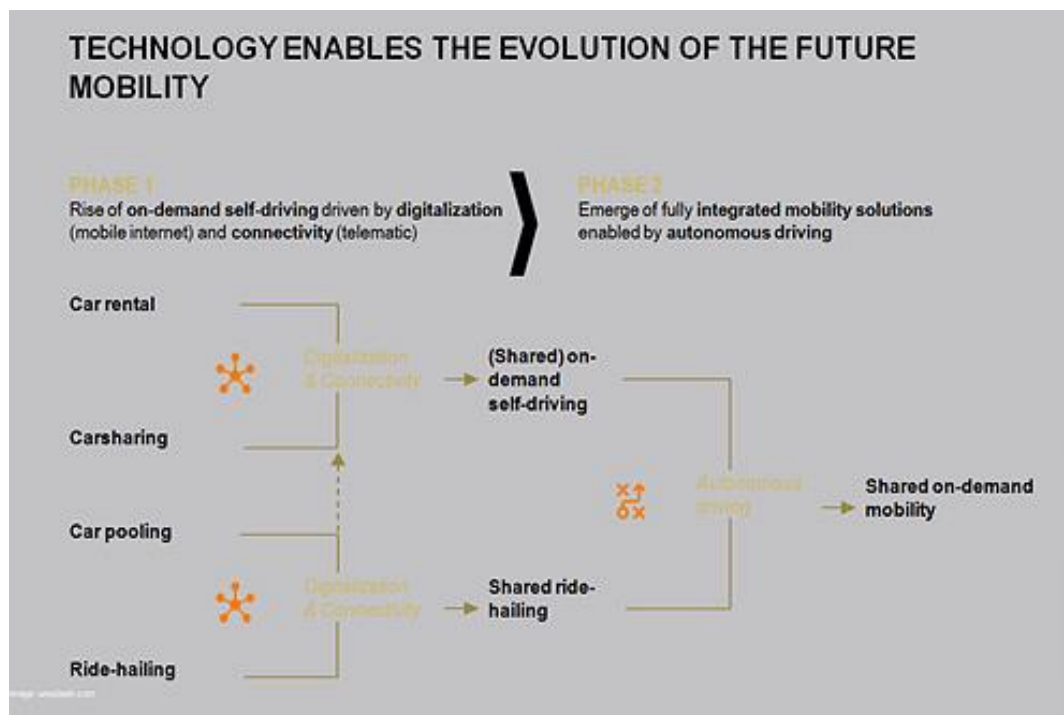 TECHNOLOGY ENABLES THE EVOLUTION OF THE FUTURE
MOBILITY
PHASE 1
Rise of on-demand self-driving driven by digitalization
(mobile internet) and connectivity (telematic)
PHASE 2
Emerge of fully integrated mobility solutions
enabled by autonomous driving
Car rental
Digitalization
& Connectivity
(Shared) on-
demand
self-driving
Carsharing
Autonomous
driving
Shared on-demand
mobility
Car pooling
Digitalization
& Connectivity
Shared ride-
hailing
Ride-hailing